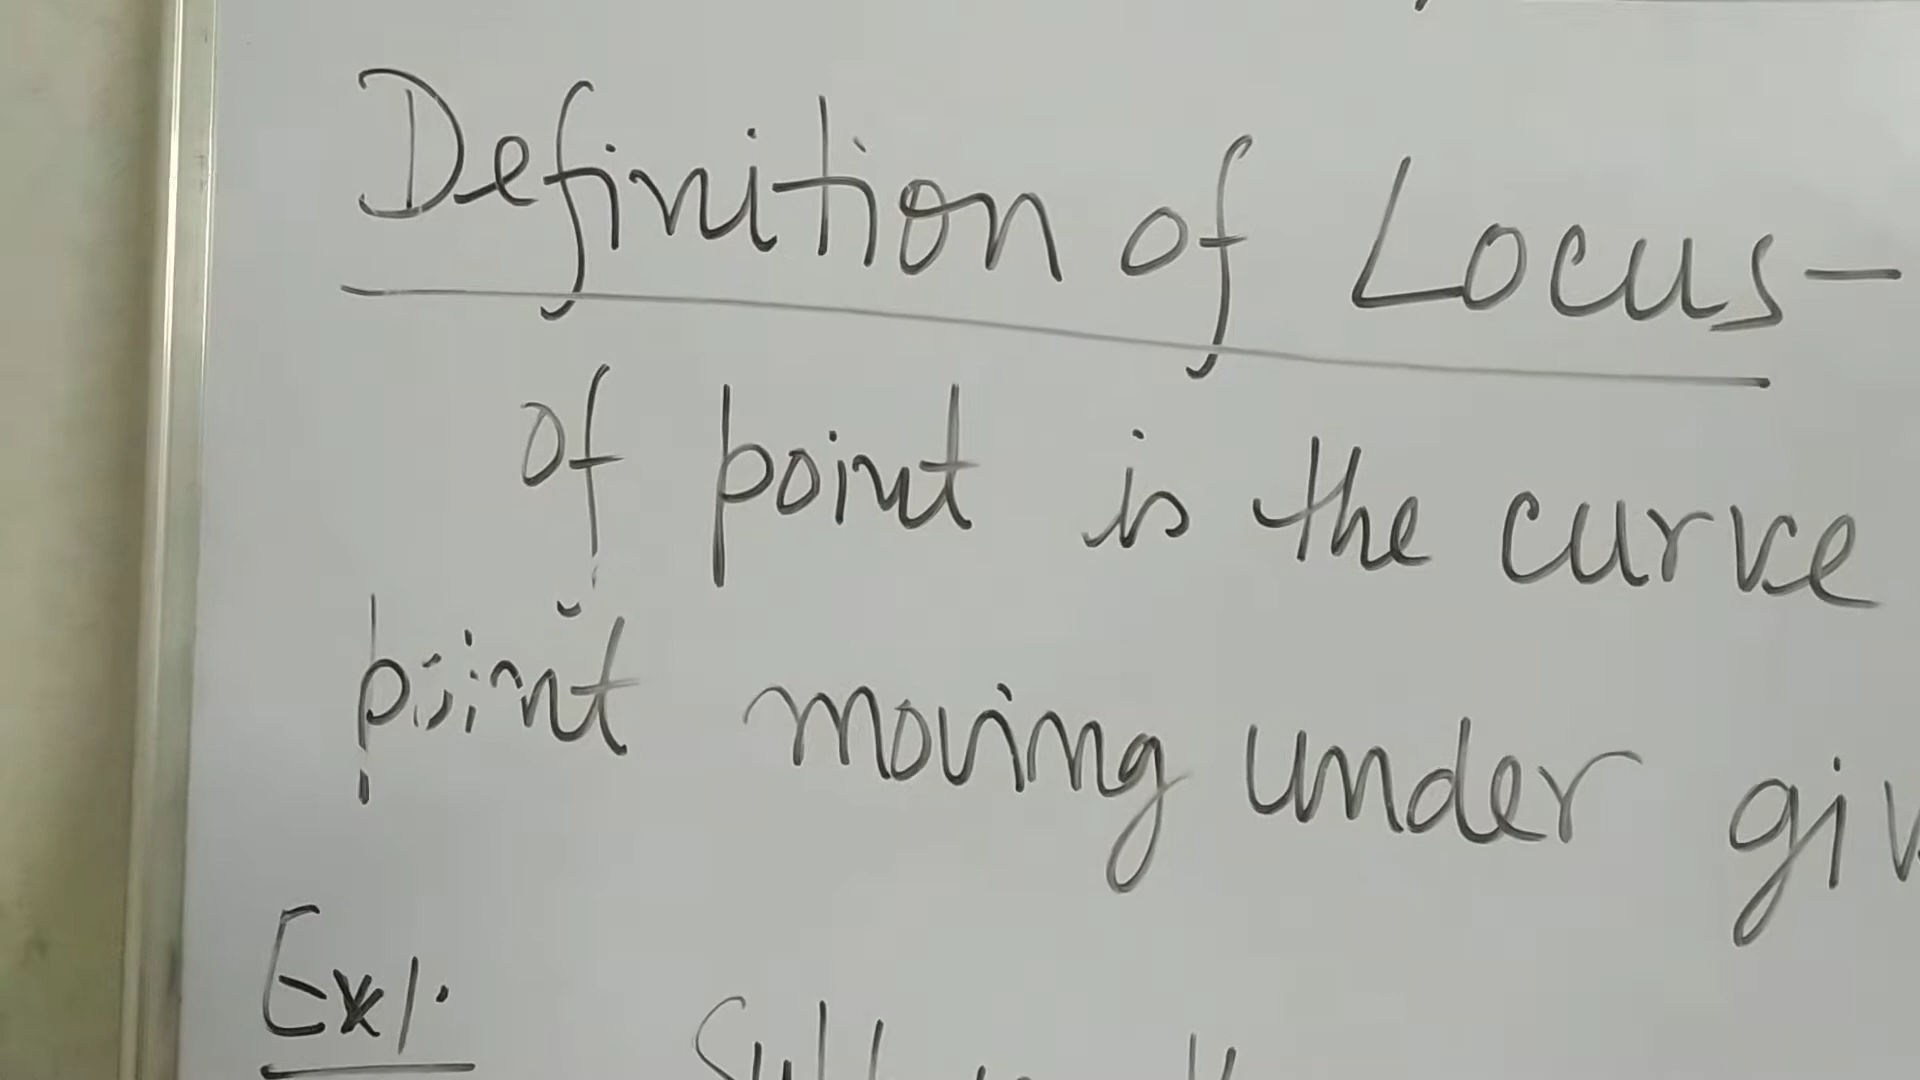 Definition of Locus-
of point is the curve
point moving under giv
Ex1.